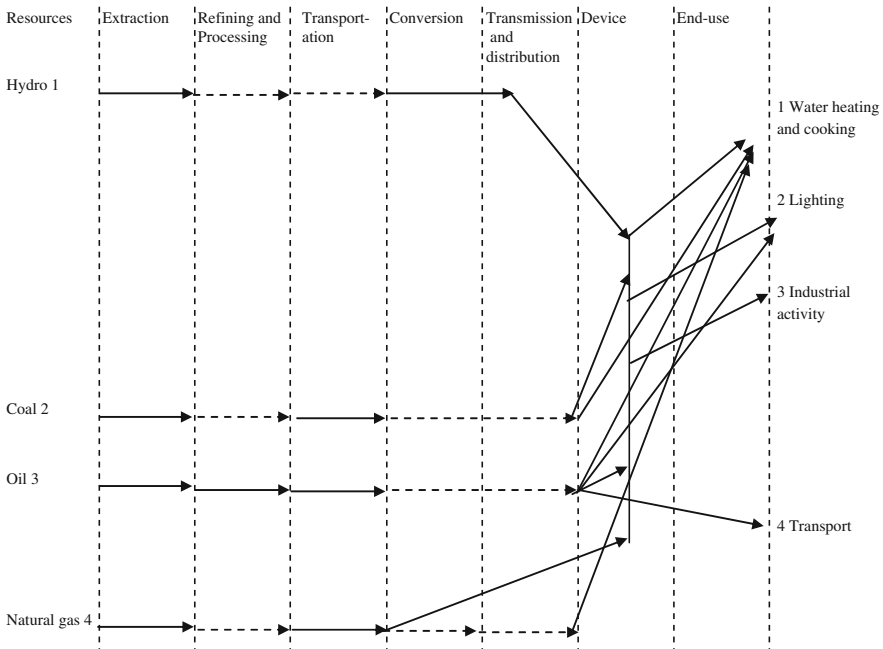 Resources
Extraction
Refining and
Processing
Transport-
ation
Conversion
Transmission
and
distribution
Device
End-use
Hydro 1
1 Water heating
and cooking
2 Lighting
3 Industrial
activity
Coal 2
Oil 3
4 Transport
Natural gas 4